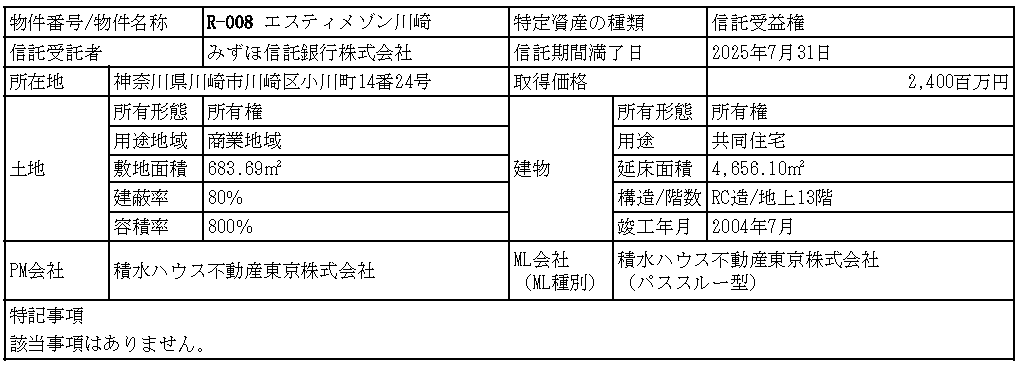 物件番号/物件名称 R-008 エスティメゾン川崎 特定資産の種類 信託受益権
信託受託者 みずほ信託銀行株式会社 信託期間満了日 2025年7月31日
所在地 神奈川県川崎市川崎区小川町14番24号 取得価格 2,400百万円
土地 所有形態 所有権 建物 所有形態 所有権
用途地域 商業地域 用途 共同住宅
敷地面積 683.69㎡ 延床面積 4,656.10㎡
建蔽率 80% 構造/階数 RC造/地上13階
容積率 800% 竣工年月 2004年7月
PM会社 積水ハウス不動産東京株式会社 ML会社 積水ハウス不動産東京株式会社
（ML種別） （パススルー型）
特記事項
該当事項はありません。